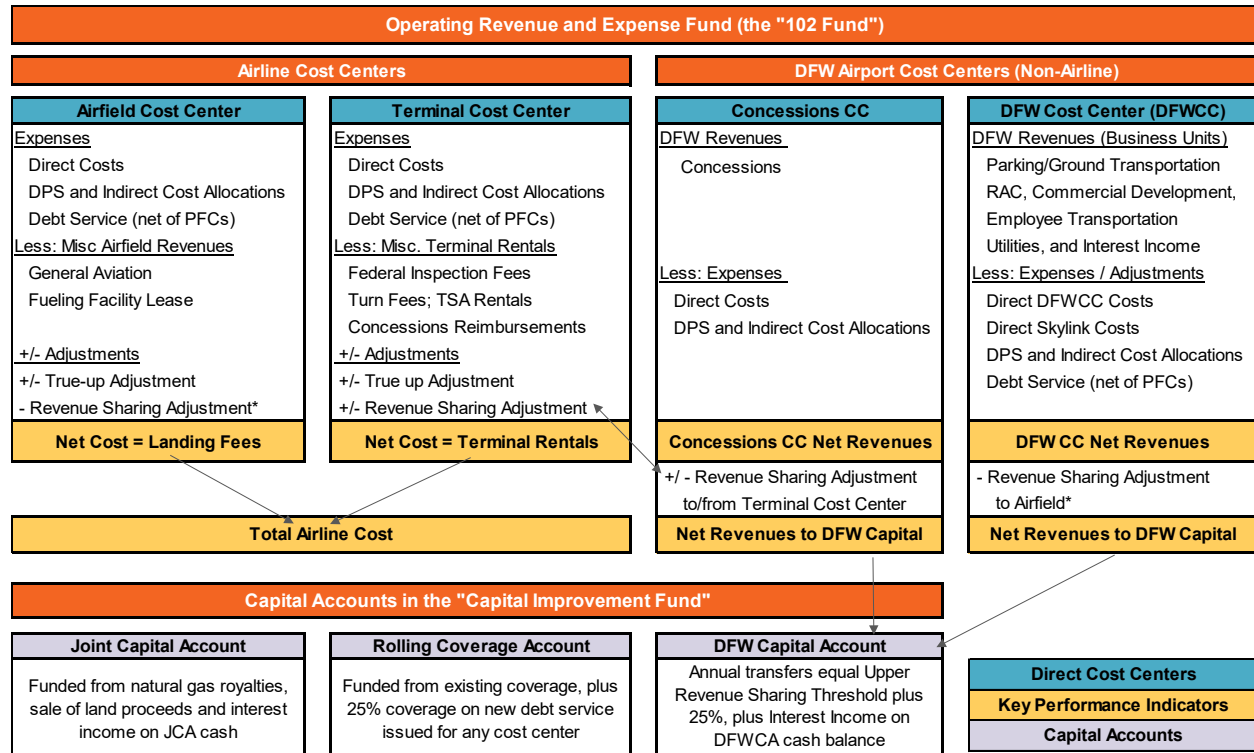 Operating Revenue and Expense Fund (the "102 Fund")
Airline Cost Centers
DFW Airport Cost Centers (Non-Airline)
Airfield Cost Center
Expenses
Direct Costs
DPS and Indirect Cost Allocations
Debt Service (net of PFCs)
Less: Misc Airfield Revenues
General Aviation
Fueling Facility Lease
+/- Adjustments
+/- True-up Adjustment
- Revenue Sharing Adjustment*
Net Cost = Landing Fees
Terminal Cost Center
Expenses
Direct Costs
DPS and Indirect Cost Allocations
Debt Service (net of PFCs)
Less: Misc. Terminal Rentals
Federal Inspection Fees
Turn Fees; TSA Rentals
Concessions Reimbursements
+/- Adjustments
+/- True up Adjustment
+/- Revenue Sharing Adjustment
Net Cost = Terminal Rentals
Total Airline Cost
Concessions CC
DFW Revenues
Concessions
Less: Expenses
Direct Costs
DPS and Indirect Cost Allocations
Concessions CC Net Revenues
+/ - Revenue Sharing Adjustment
to/from Terminal Cost Center
Net Revenues to DFW Capital
DFW Cost Center (DFWCC)
DFW Revenues (Business Units)
Parking/Ground Transportation
RAC, Commercial Development,
Employee Transportation
Utilities, and Interest Income
Less: Expenses / Adjustments
Direct DFWCC Costs
Direct Skylink Costs
DPS and Indirect Cost Allocations
Debt Service (net of PFCs)
DFW CC Net Revenues
- Revenue Sharing Adjustment
to Airfield*
Net Revenues to DFW Capital
Capital Accounts in the "Capital Improvement Fund"
Joint Capital Account
Funded from natural gas royalties,
sale of land proceeds and interest
income on JCA cash
Rolling Coverage Account
Funded from existing coverage, plus
25% coverage on new debt service
issued for any cost center
DFW Capital Account
Annual transfers equal Upper
Revenue Sharing Threshold plus
25%, plus Interest Income on
DFWCA cash balance
Direct Cost Centers
Key Performance Indicators
Capital Accounts